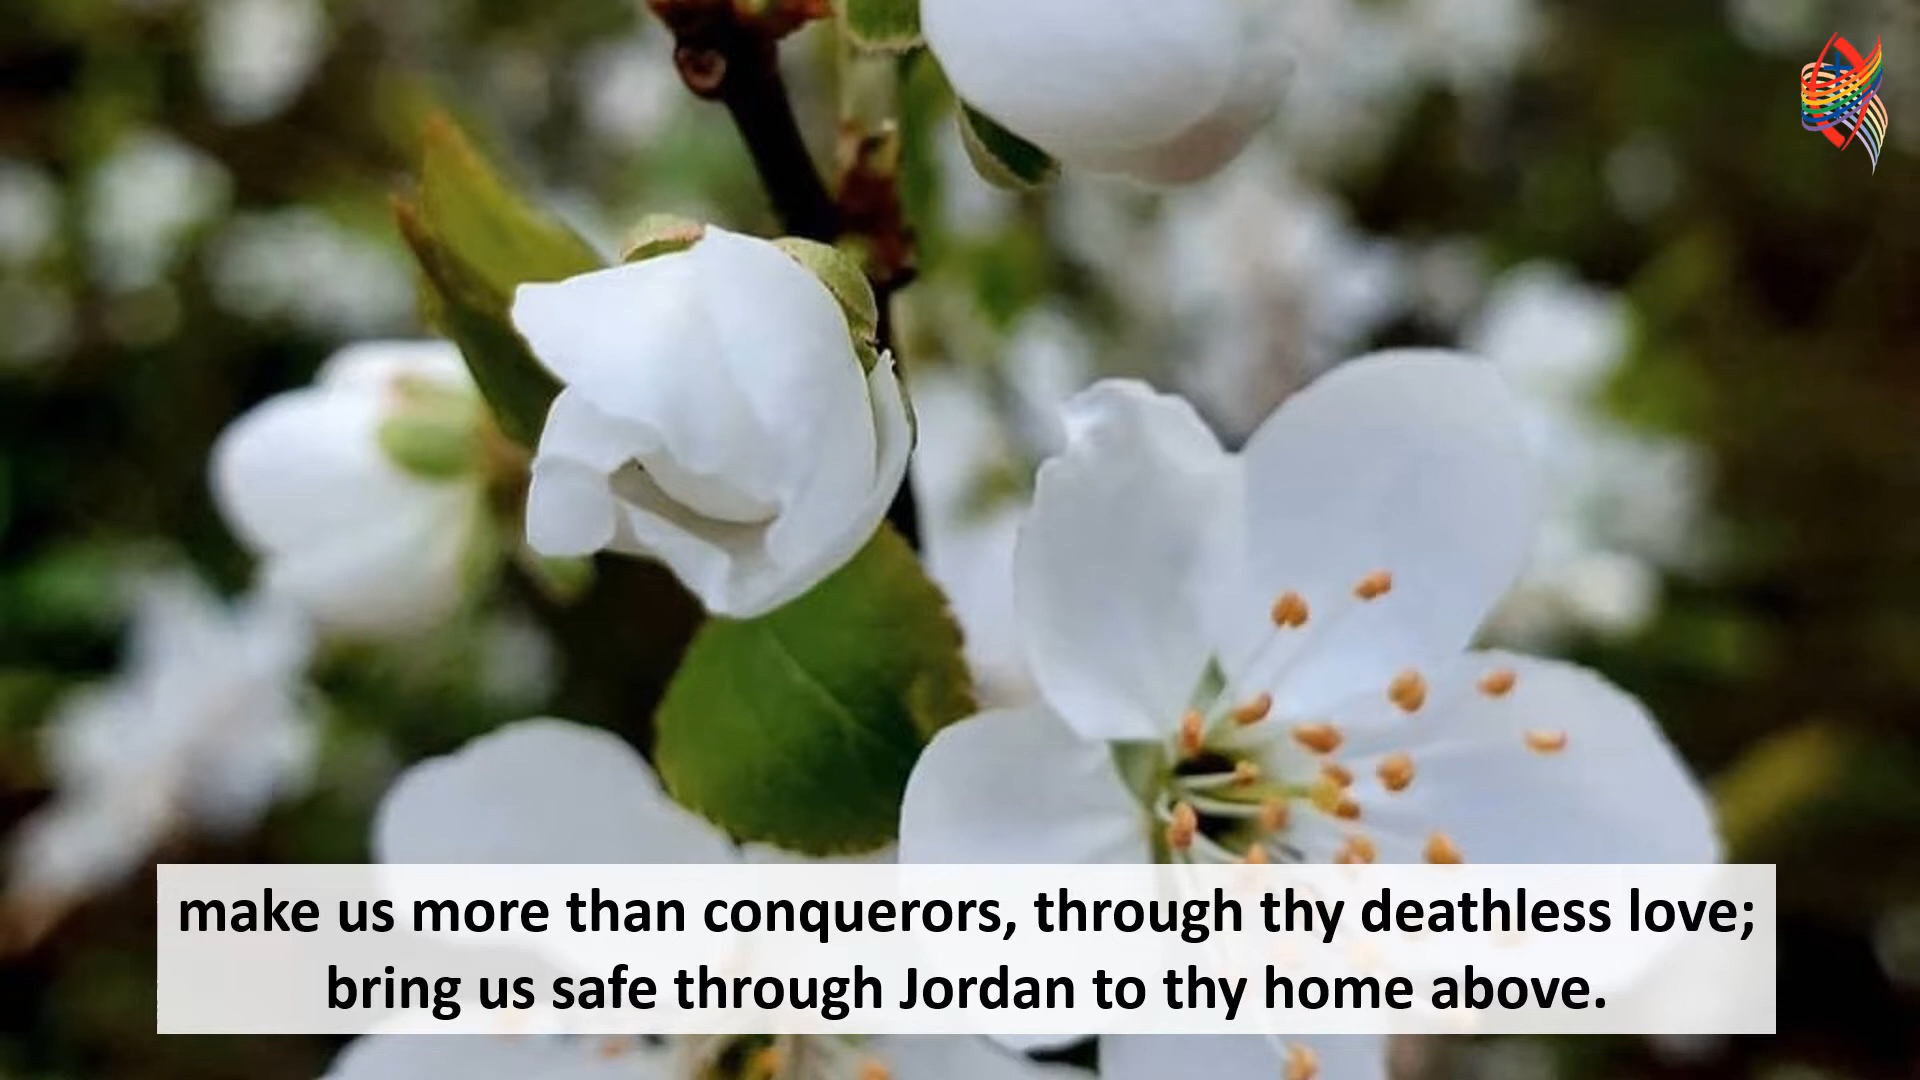 make us more than conquerors, through thy deathless love;
bring us safe through Jordan to thy home above.